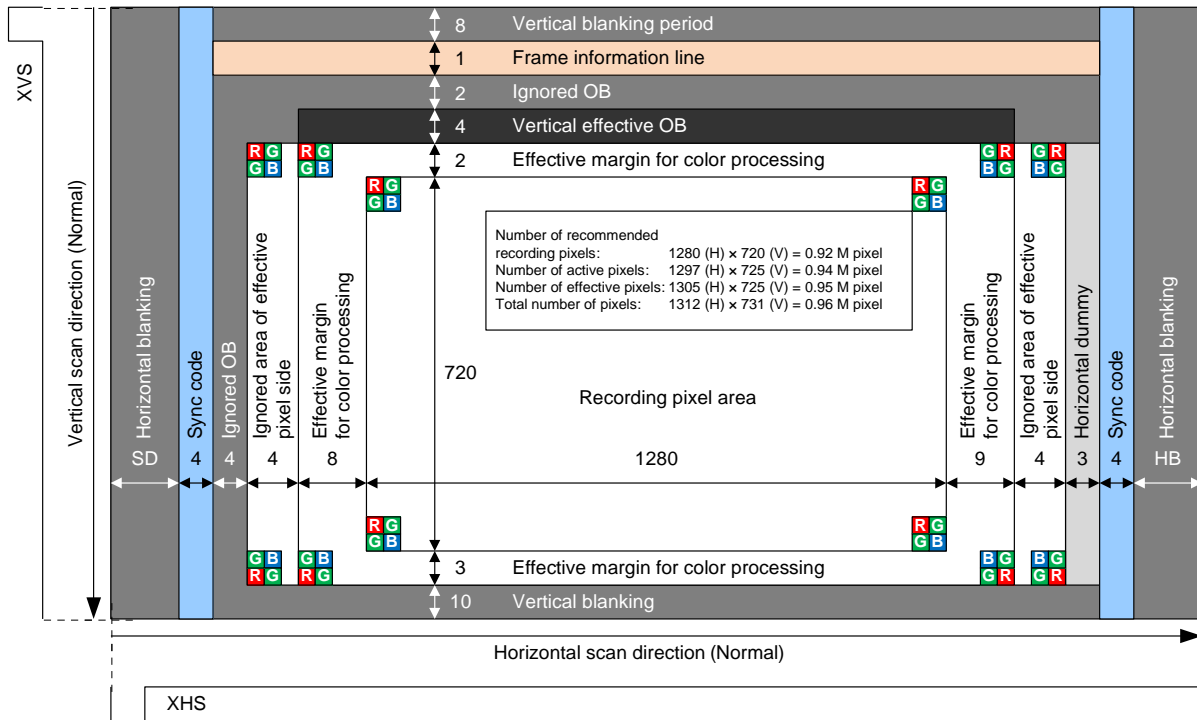 XVS
8 Vertical blanking period
1 Frame information line
2 Ignored OB
4 Vertical effective OB
R G R G G R G R
G B G B B G B G
2 Effective margin for color processing
R G R G
G B G B
Number of recommended
recording pixels: 1280 (H) × 720 (V) = 0.92 M pixel
Number of active pixels: 1297 (H) × 725 (V) = 0.94 M pixel
Number of effective pixels: 1305 (H) × 725 (V) = 0.95 M pixel
Total number of pixels: 1312 (H) × 731 (V) = 0.96 M pixel
Vertical scan direction (Normal)
Horizontal blanking
SD
Sync code
4
Ignored OB
4
Ignored area of effective
pixel side
4
Effective margin
for color processing
8
720
Recording pixel area
1280
Effective margin
for color processing
9
Ignored area of effective
pixel side
4
Horizontal dummy
3
Sync code
4
Horizontal blanking
HB
R G R G
G B G B
G B G B B G B G
R G R G G R G R
3 Effective margin for color processing
10 Vertical blanking
Horizontal scan direction (Normal)
XHS